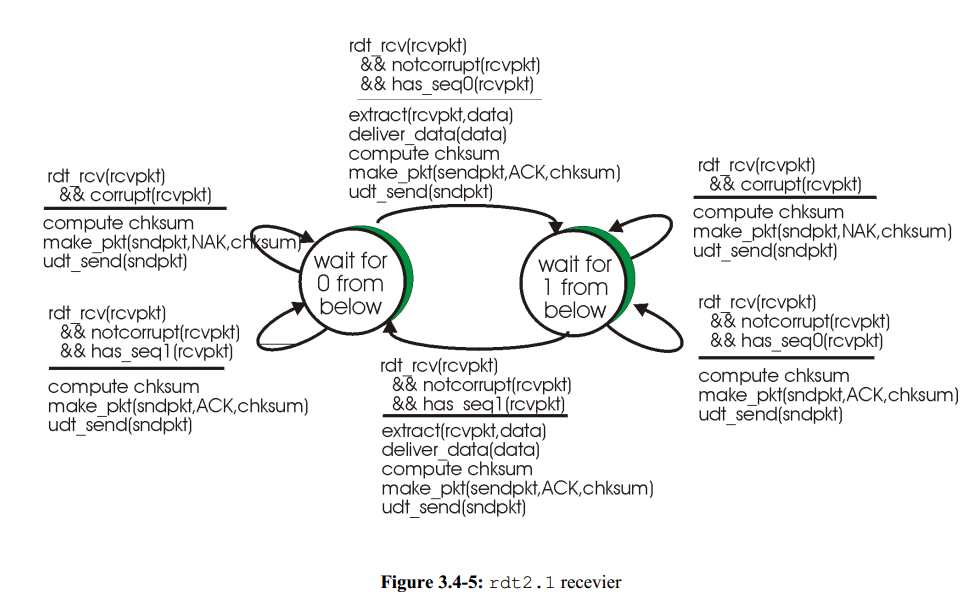 rdt_rcv(rcvpkt)
&& notcorrupt(rcvpkt)
&& has_seq0(rcvpkt)
extract(rcvpkt,data)
deliver_data(data)
compute chksum
make_pkt(sendpkt,ACK,chksum)
udt_send(sndpkt)
rdt_rcv(rcvpkt)
&& corrupt(rcvpkt)
compute chksum
make_pkt(sndpkt,NAK,chksum)
udt_send(sndpkt)
rdt_rcv(rcvpkt)
&& notcorrupt(rcvpkt)
&& has_seq1(rcvpkt)
compute chksum
make_pkt(sndpkt,ACK,chksum)
udt_send(sndpkt)
wait for
0 from
below
wait for
1 from
below
rdt_rcv(rcvpkt)
&& corrupt(rcvpkt)
compute chksum
make_pkt(sndpkt,NAK,chksum)
udt_send(sndpkt)
rdt_rcv(rcvpkt)
&& notcorrupt(rcvpkt)
&& has_seq0(rcvpkt)
compute chksum
make_pkt(sndpkt,ACK,chksum)
udt_send(sndpkt)
rdt_rcv(rcvpkt)
&& notcorrupt(rcvpkt)
&& has_seq1(rcvpkt)
extract(rcvpkt,data)
deliver_data(data)
compute chksum
make_pkt(sendpkt,ACK,chksum)
udt_send(sndpkt)
Figure 3.4-5: rdt2.1 recevier